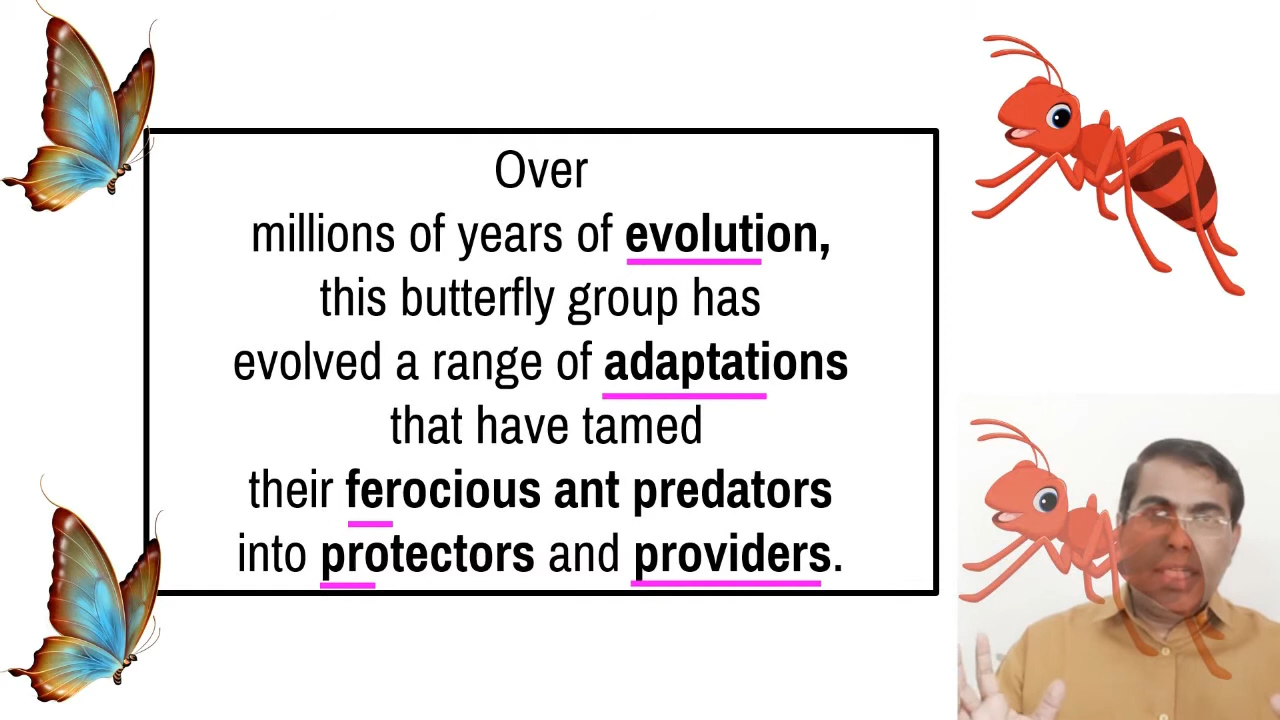 Over
millions of years of evolution,
this butterfly group has
evolved a range of adaptations
that have tamed
their ferocious ant predators
into protectors and providers.